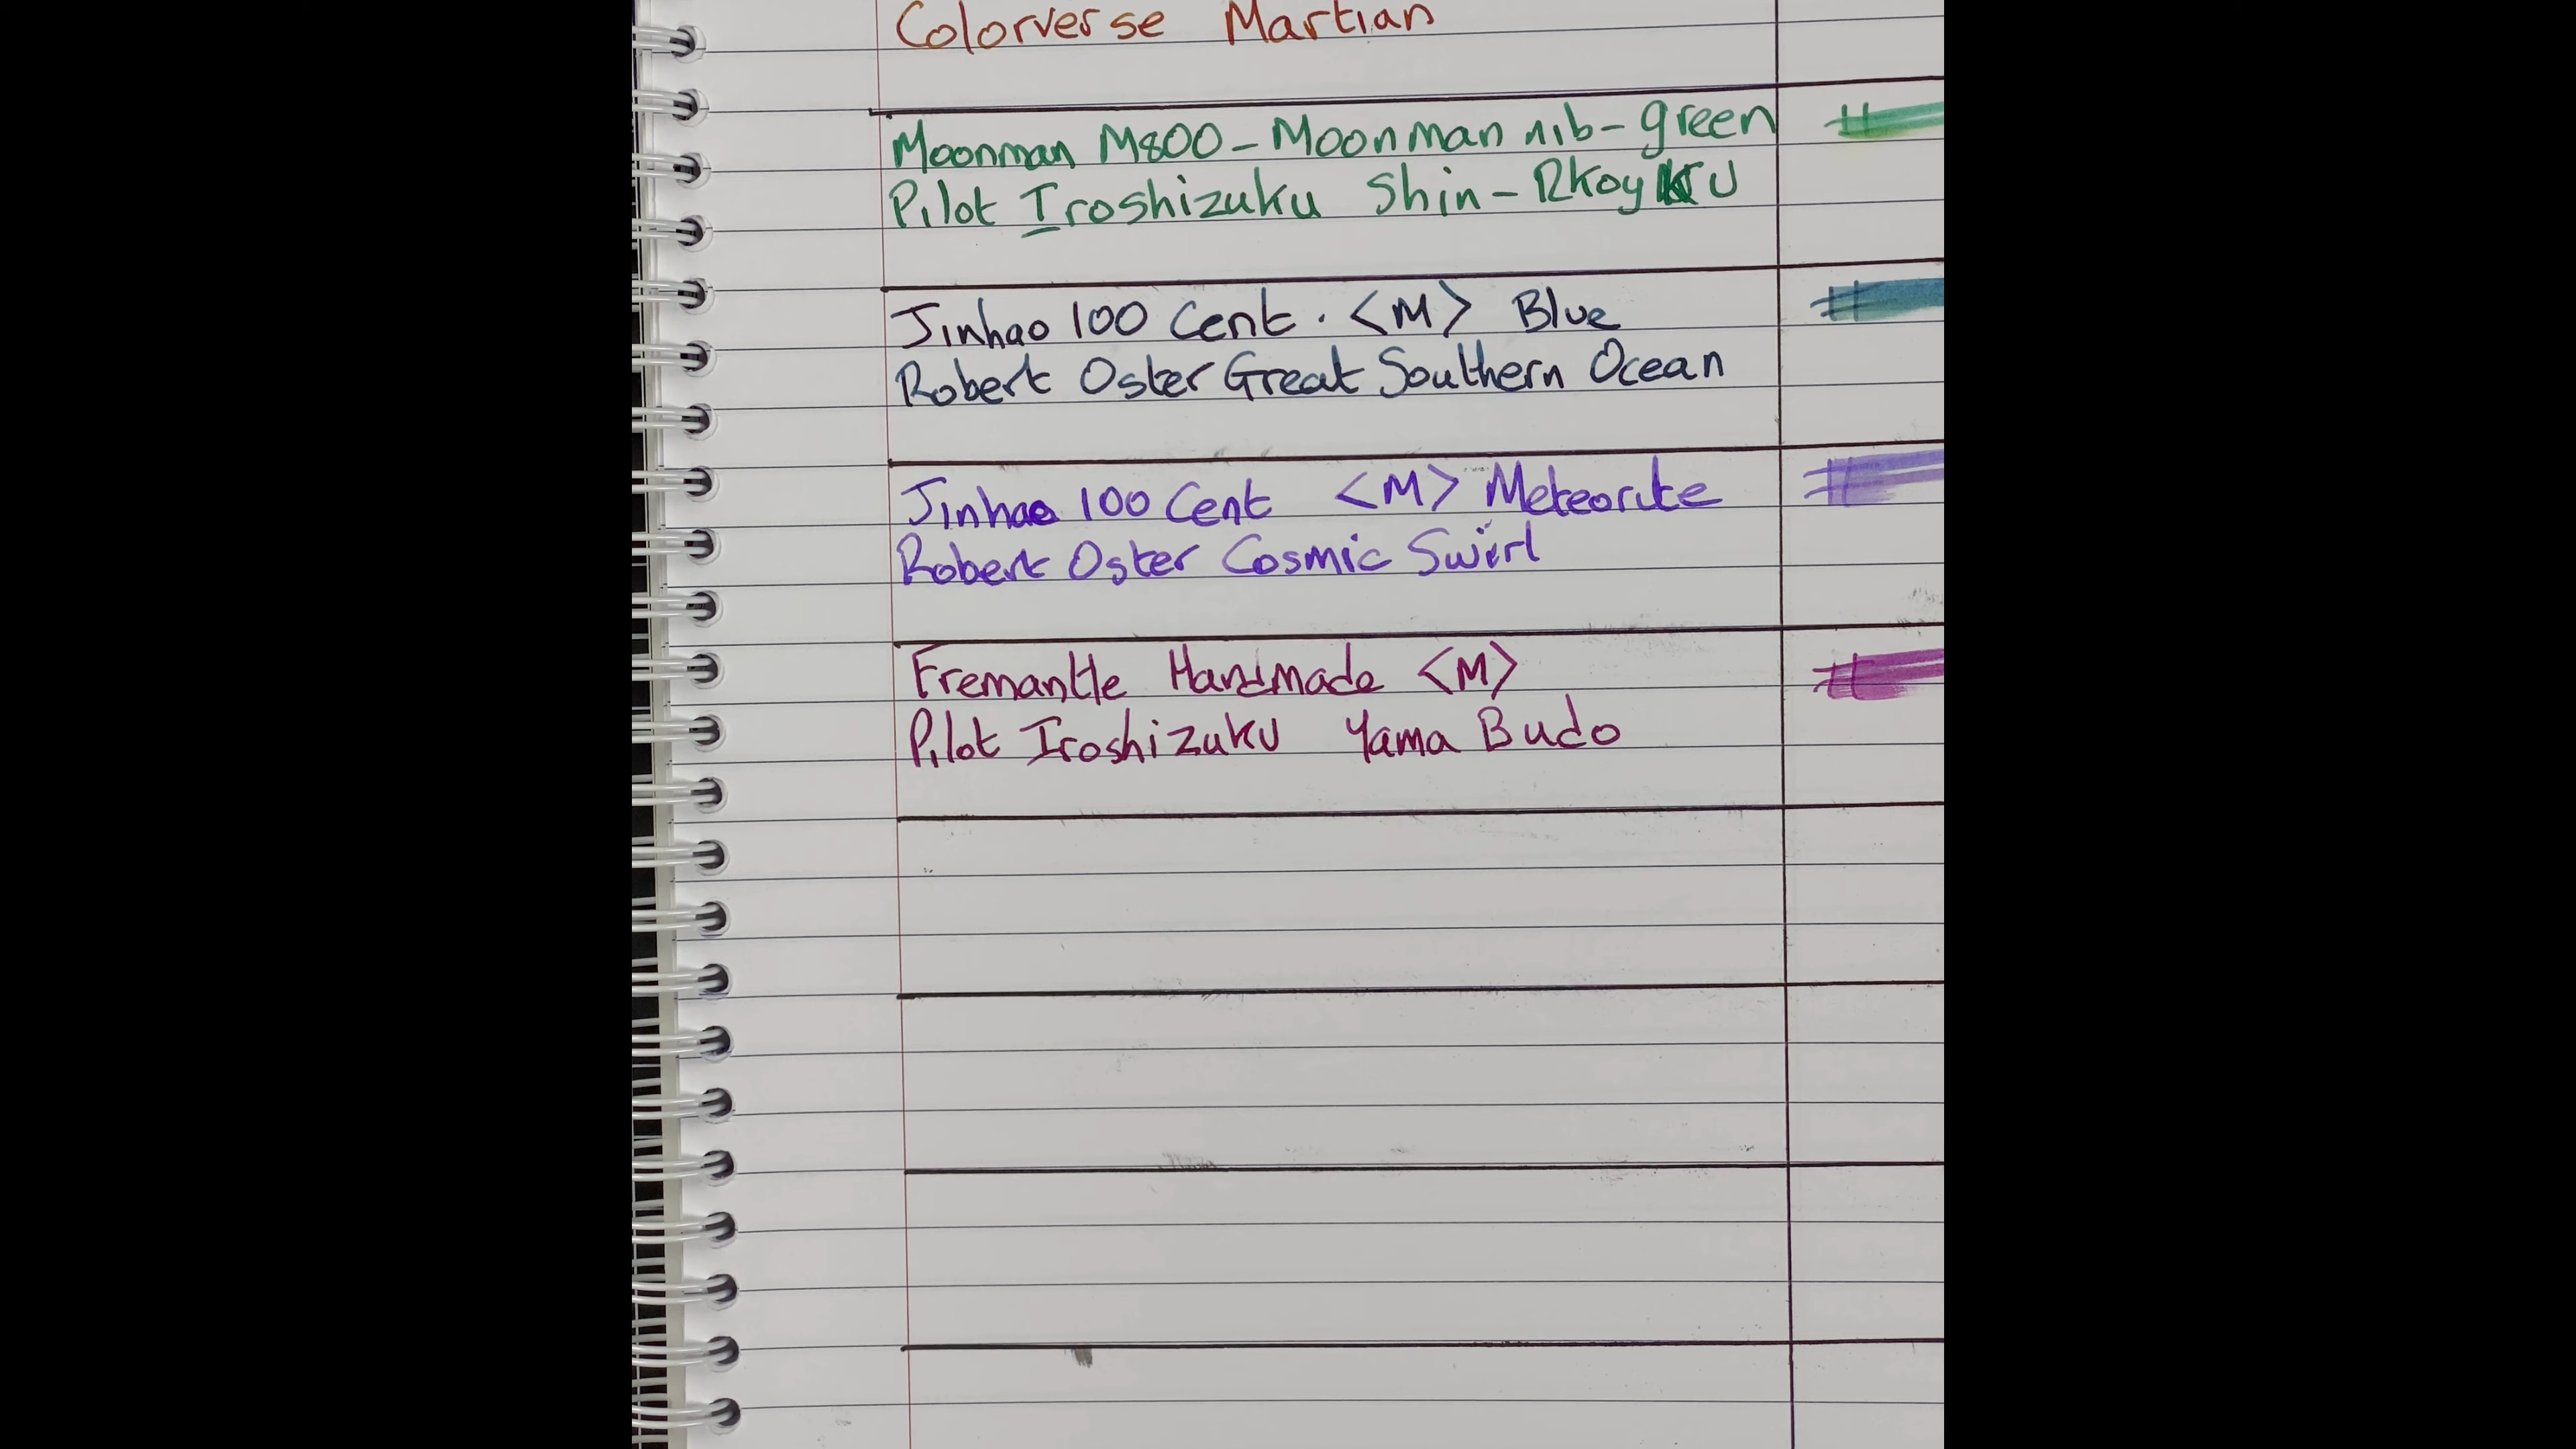 Colorverse Martian
Moonman M800 - Moonman nib - green
Pilot Iroshizuku Shin - RKoyKU
Jinhao 100 Cent. <M> Blue
Robert Oster Great Southern Ocean
Jinhao 100 Cent <M> Meteorite
Robert Oster Cosmic Swirl
Fremantle Handmade <M>
Pilot Iroshizuku Yama Budo